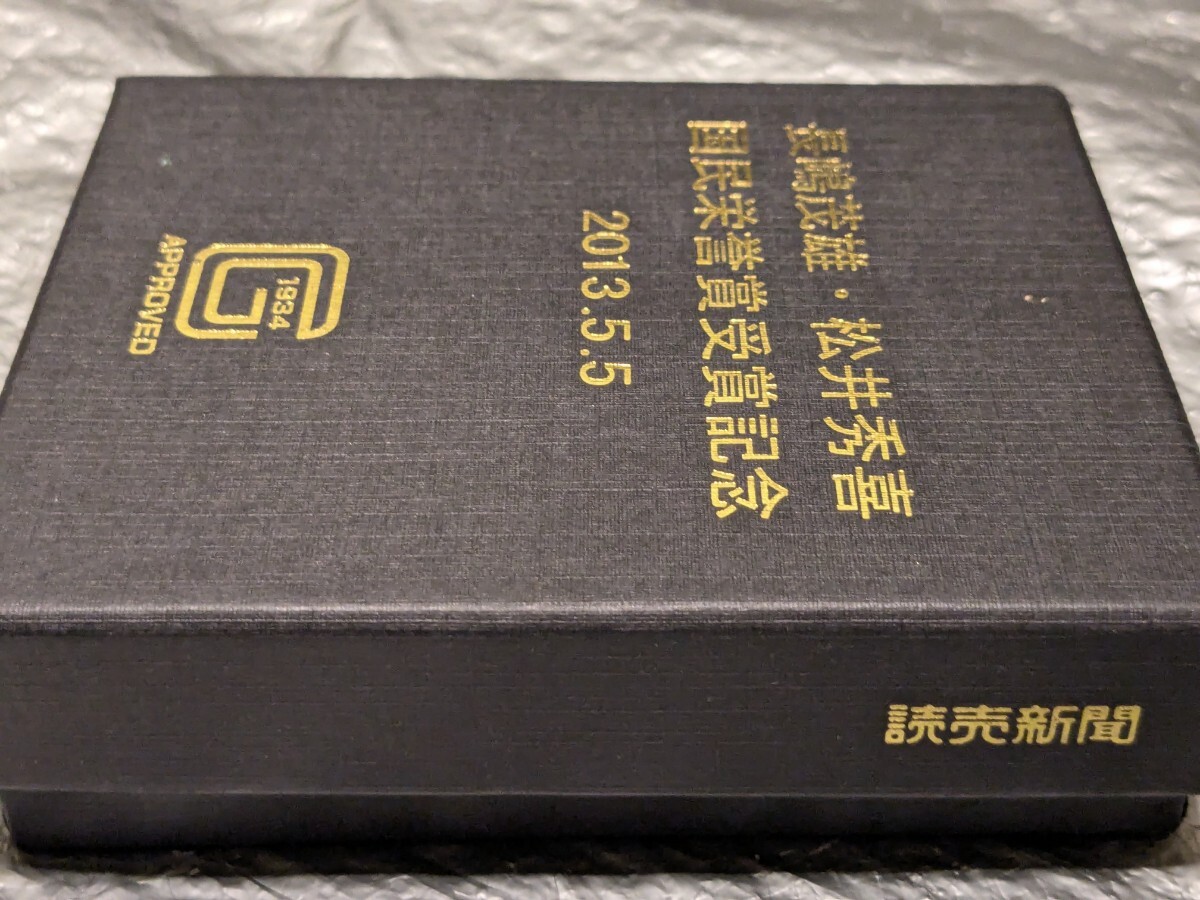 長嶋茂雄・松井秀喜
国民栄誉賞受賞記念
2013.5.5
G
1934
APPROVED
読売新聞